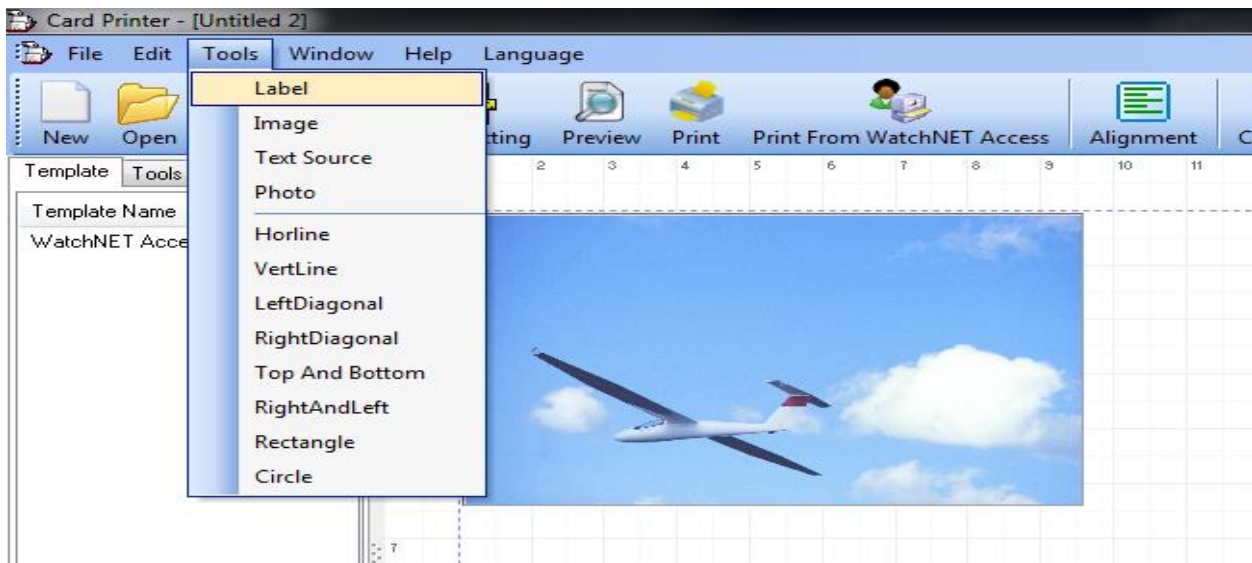 Card Printer - [Untitled 2]
File Edit Tools Window Help Language
New Open Preview Print Print From WatchNET Access Alignment
Template Tools
Template Name
WatchNET Acce
Label
Image
Text Source
Photo
Horline
VertLine
LeftDiagonal
RightDiagonal
Top And Bottom
RightAndLeft
Rectangle
Circle
2 3 4 5 6 7 8 9 10 11
7